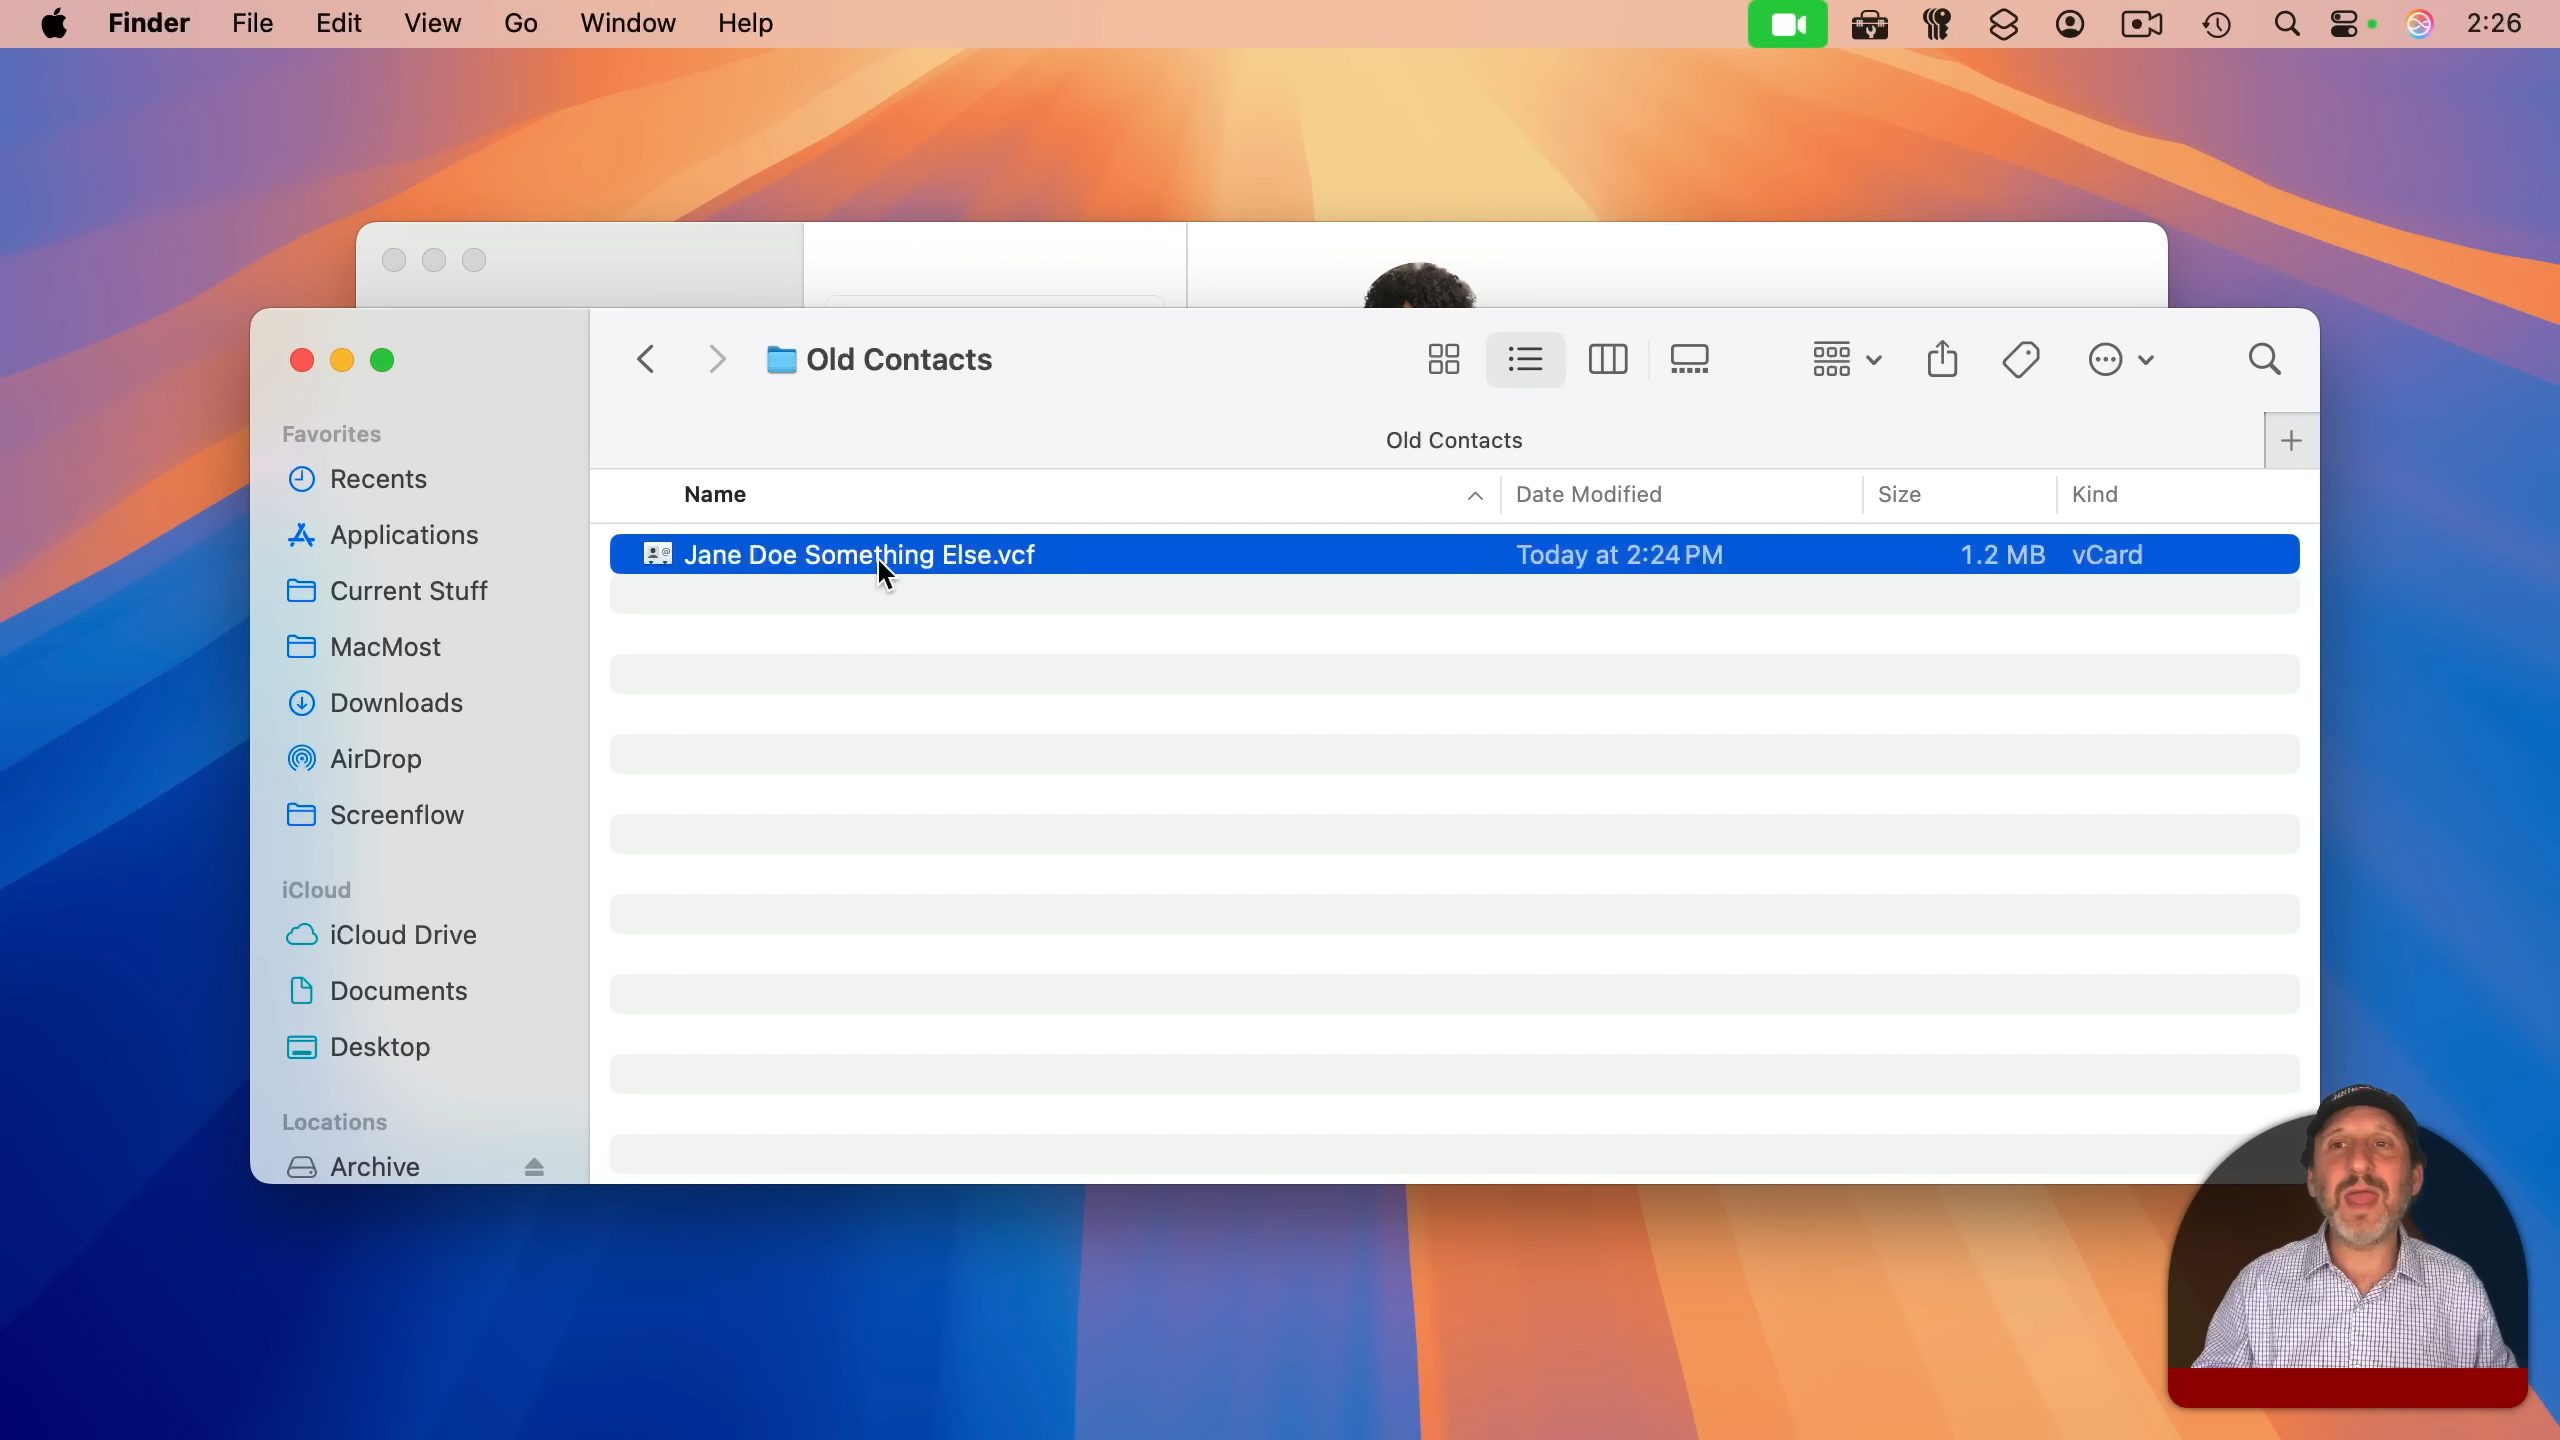 Finder File Edit View Go Window Help 2:26
Old Contacts
Old Contacts
Favorites
Recents
Applications
Current Stuff
MacMost
Downloads
AirDrop
Screenflow
iCloud
iCloud Drive
Documents
Desktop
Locations
Archive
Name Date Modified Size Kind
Jane Doe Something Else.vcf Today at 2:24 PM 1.2 MB vCard